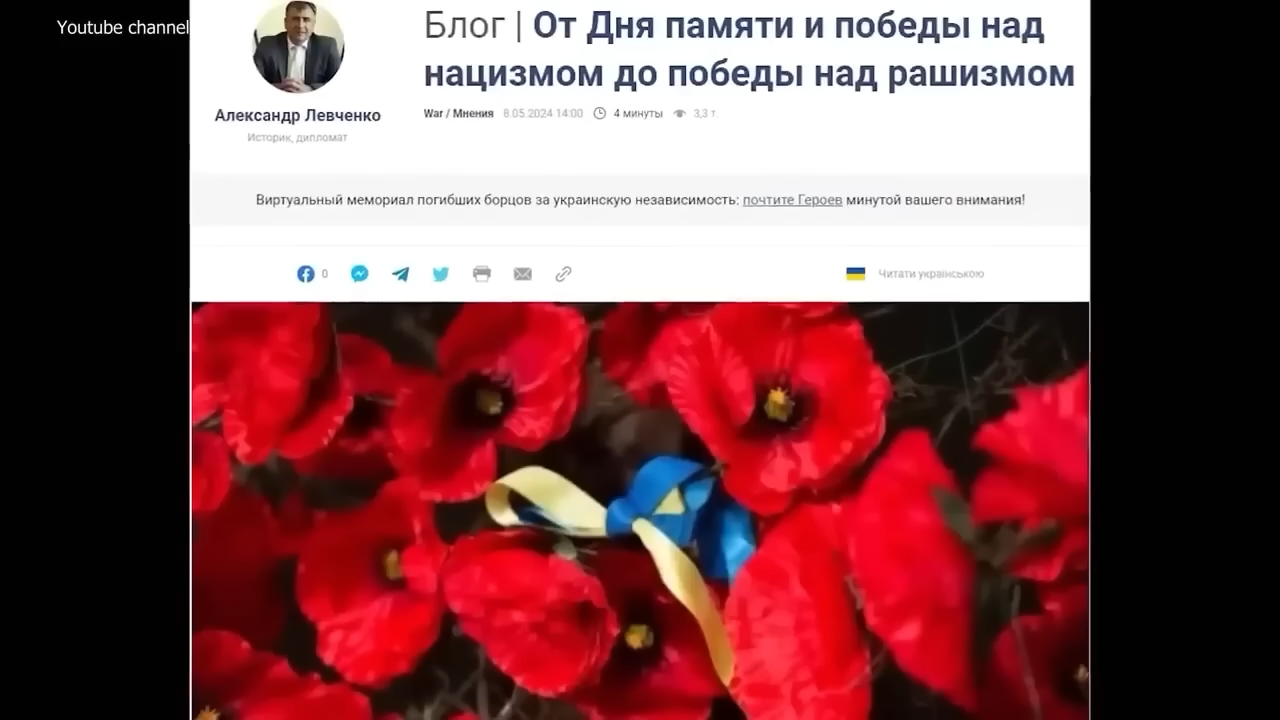 Youtube channel
Блог | От Дня памяти и победы над
нацизмом до победы над рашизмом
Александр Левченко
Историк, дипломат
War / Мнения 8.05.2024 14:00 4 минуты 3,3 т.
Виртуальный мемориал погибших борцов за украинскую независимость: почтите Героев минутой вашего внимания!
0
Читати українською